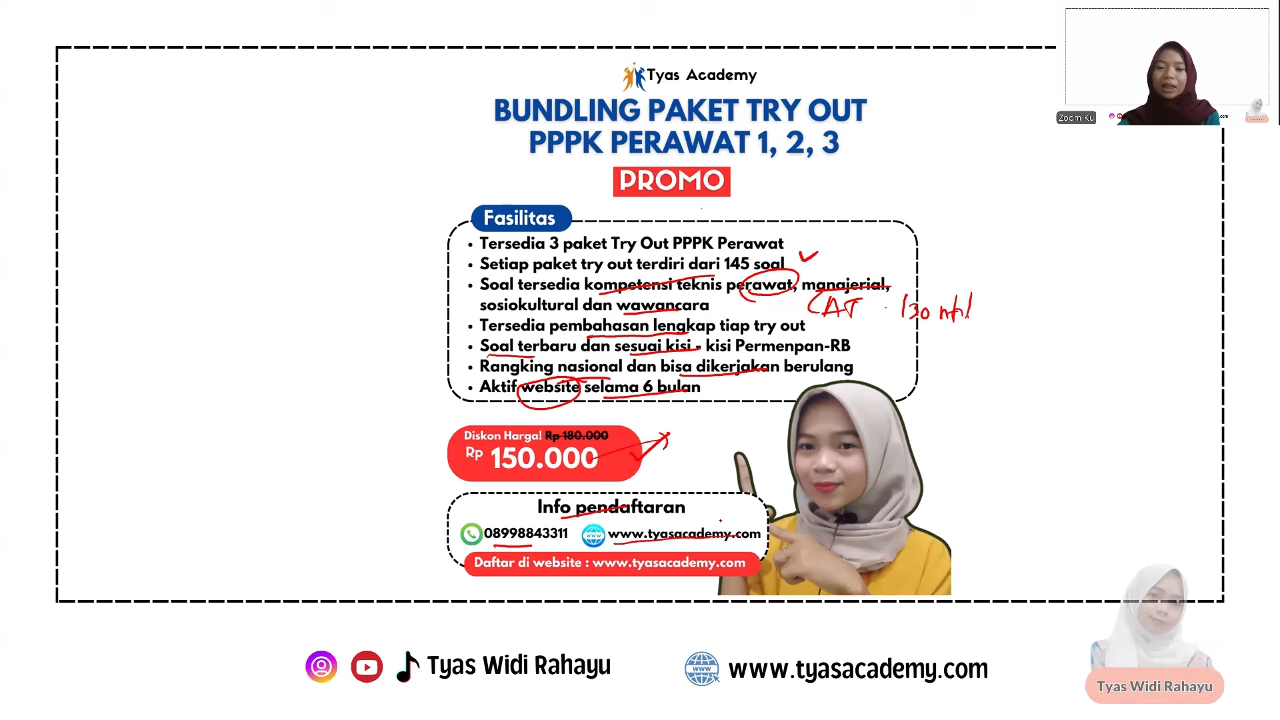 Tyas Academy
BUNDLING PAKET TRY OUT
PPPK PERAWAT 1, 2, 3
PROMO
Zoom Ku
Fasilitas
• Tersedia 3 paket Try Out PPPK Perawat
• Setiap paket try out terdiri dari 145 soal
• Soal tersedia kompetensi teknis perawat, manajerial,
sosiokultural dan wawancara
CAT 130 mnt
• Tersedia pembahasan lengkap tiap try out
• Soal terbaru dan sesuai kisi - kisi Permenpan-RB
• Rangking nasional dan bisa dikerjakan berulang
• Aktif website selama 6 bulan
Diskon Harga! Rp 180.000
Rp 150.000
Info pendaftaran
08998843311 www.tyasacademy.com
Daftar di website : www.tyasacademy.com
Tyas Widi Rahayu www.tyasacademy.com
Tyas Widi Rahayu